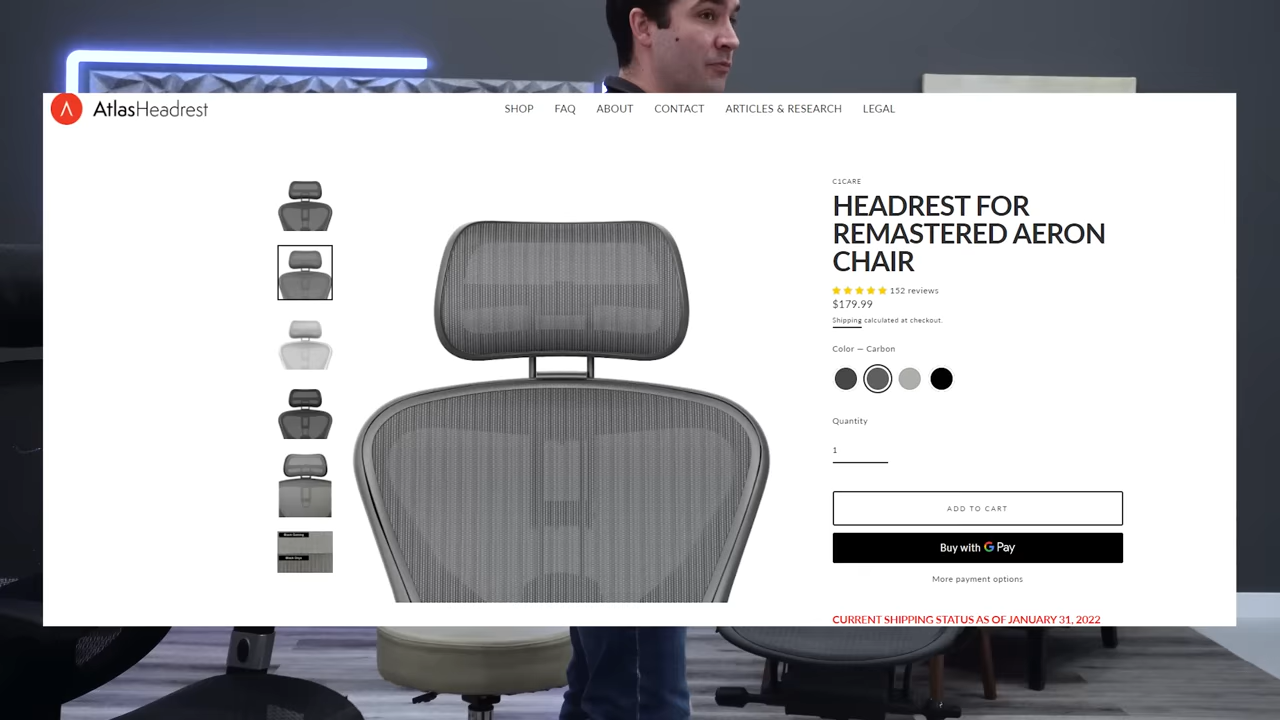 AtlasHeadrest
SHOP FAQ ABOUT CONTACT ARTICLES & RESEARCH LEGAL
C1CARE
HEADREST FOR
REMASTERED AERON
CHAIR
152 reviews
$179.99
Shipping calculated at checkout.
Color — Carbon
Quantity
1
ADD TO CART
Buy with G Pay
More payment options
CURRENT SHIPPING STATUS AS OF JANUARY 31, 2022